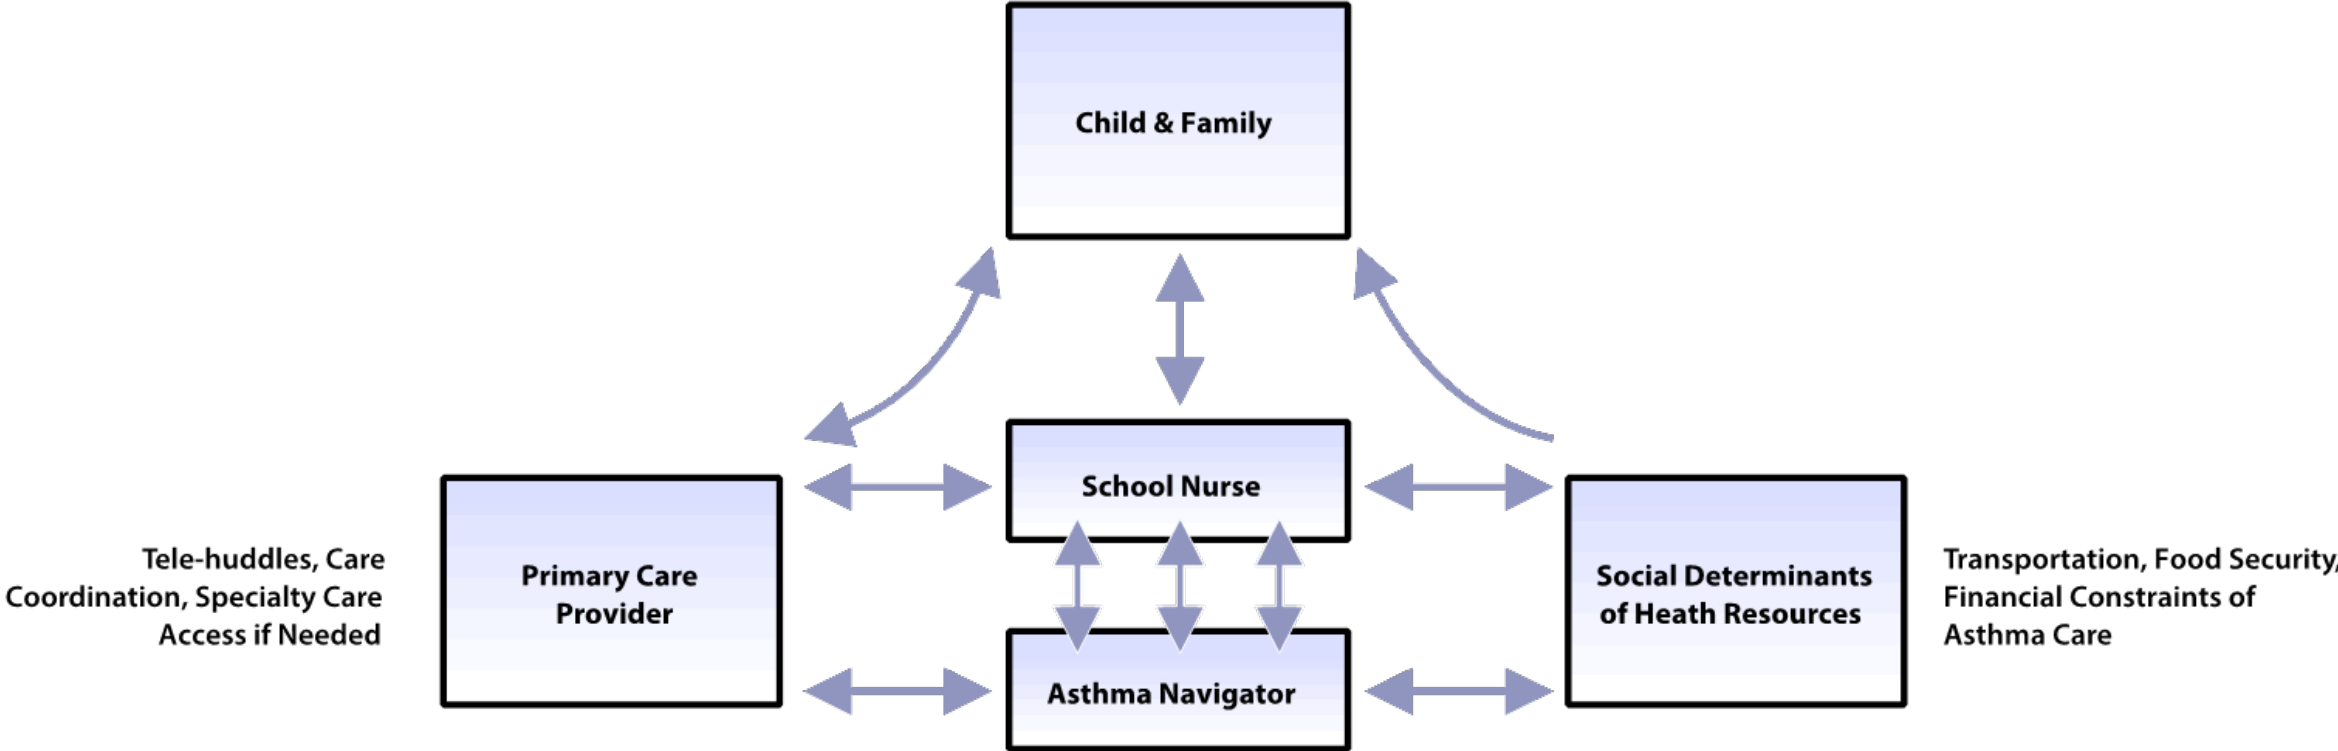 Child & Family
School Nurse
Tele-huddles, Care
Coordination, Specialty Care
Access if Needed
Primary Care
Provider
Social Determinants
of Heath Resources
Transportation, Food Security,
Financial Constraints of
Asthma Care
Asthma Navigator